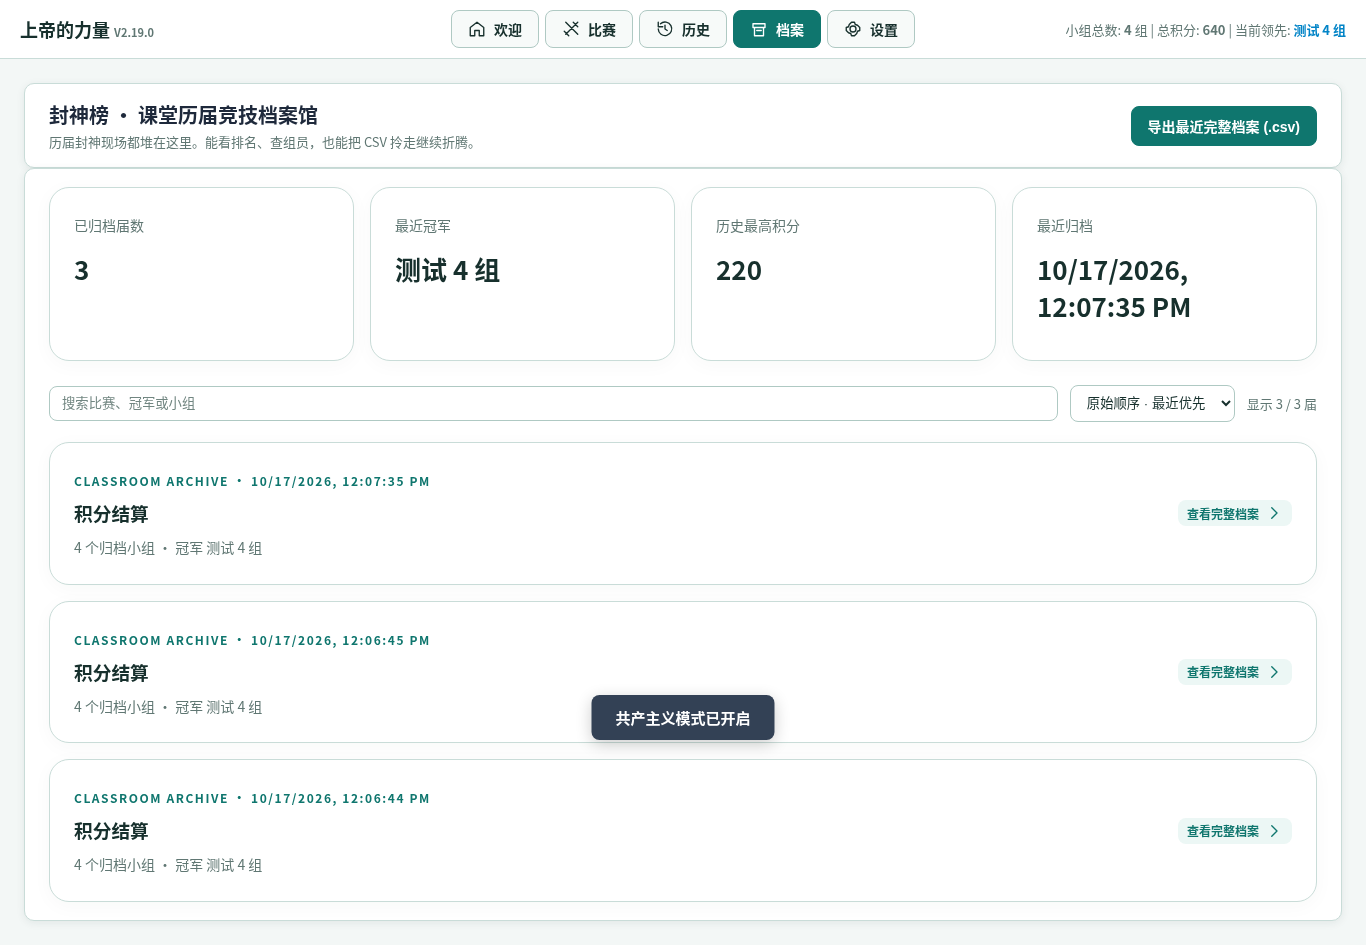 上帝的力量 V2.19.0
欢迎
比赛
历史
档案
设置
小组总数: 4 组 | 总积分: 640 | 当前领先: 测试 4 组
封神榜 · 课堂历届竞技档案馆
历届封神现场都堆在这里。能看排名、查组员，也能把 CSV 拎走继续折腾。
导出最近完整档案 (.csv)
已归档届数
3
最近冠军
测试 4 组
历史最高积分
220
最近归档
10/17/2026,
12:07:35 PM
搜索比赛、冠军或小组
原始顺序 · 最近优先
显示 3 / 3 届
CLASSROOM ARCHIVE · 10/17/2026, 12:07:35 PM
积分结算
4 个归档小组 · 冠军 测试 4 组
查看完整档案
CLASSROOM ARCHIVE · 10/17/2026, 12:06:45 PM
积分结算
4 个归档小组 · 冠军 测试 4 组
查看完整档案
共产主义模式已开启
CLASSROOM ARCHIVE · 10/17/2026, 12:06:44 PM
积分结算
4 个归档小组 · 冠军 测试 4 组
查看完整档案